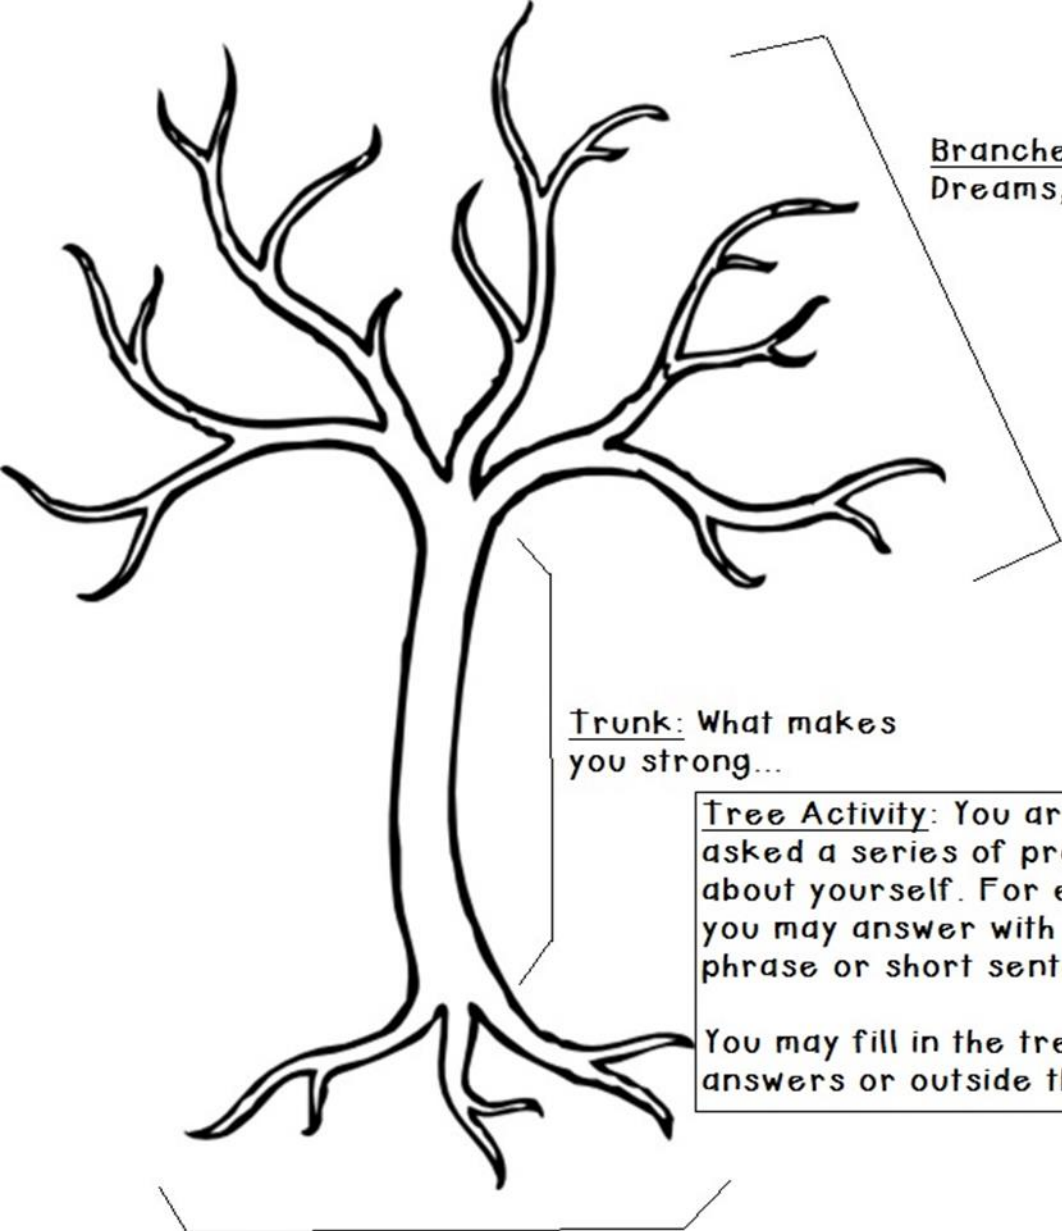 Branche
Dreams,
Trunk: What makes
you strong...
Tree Activity: You ar
asked a series of pr
about yourself. For e
you may answer with
phrase or short sent
You may fill in the tre
answers or outside t